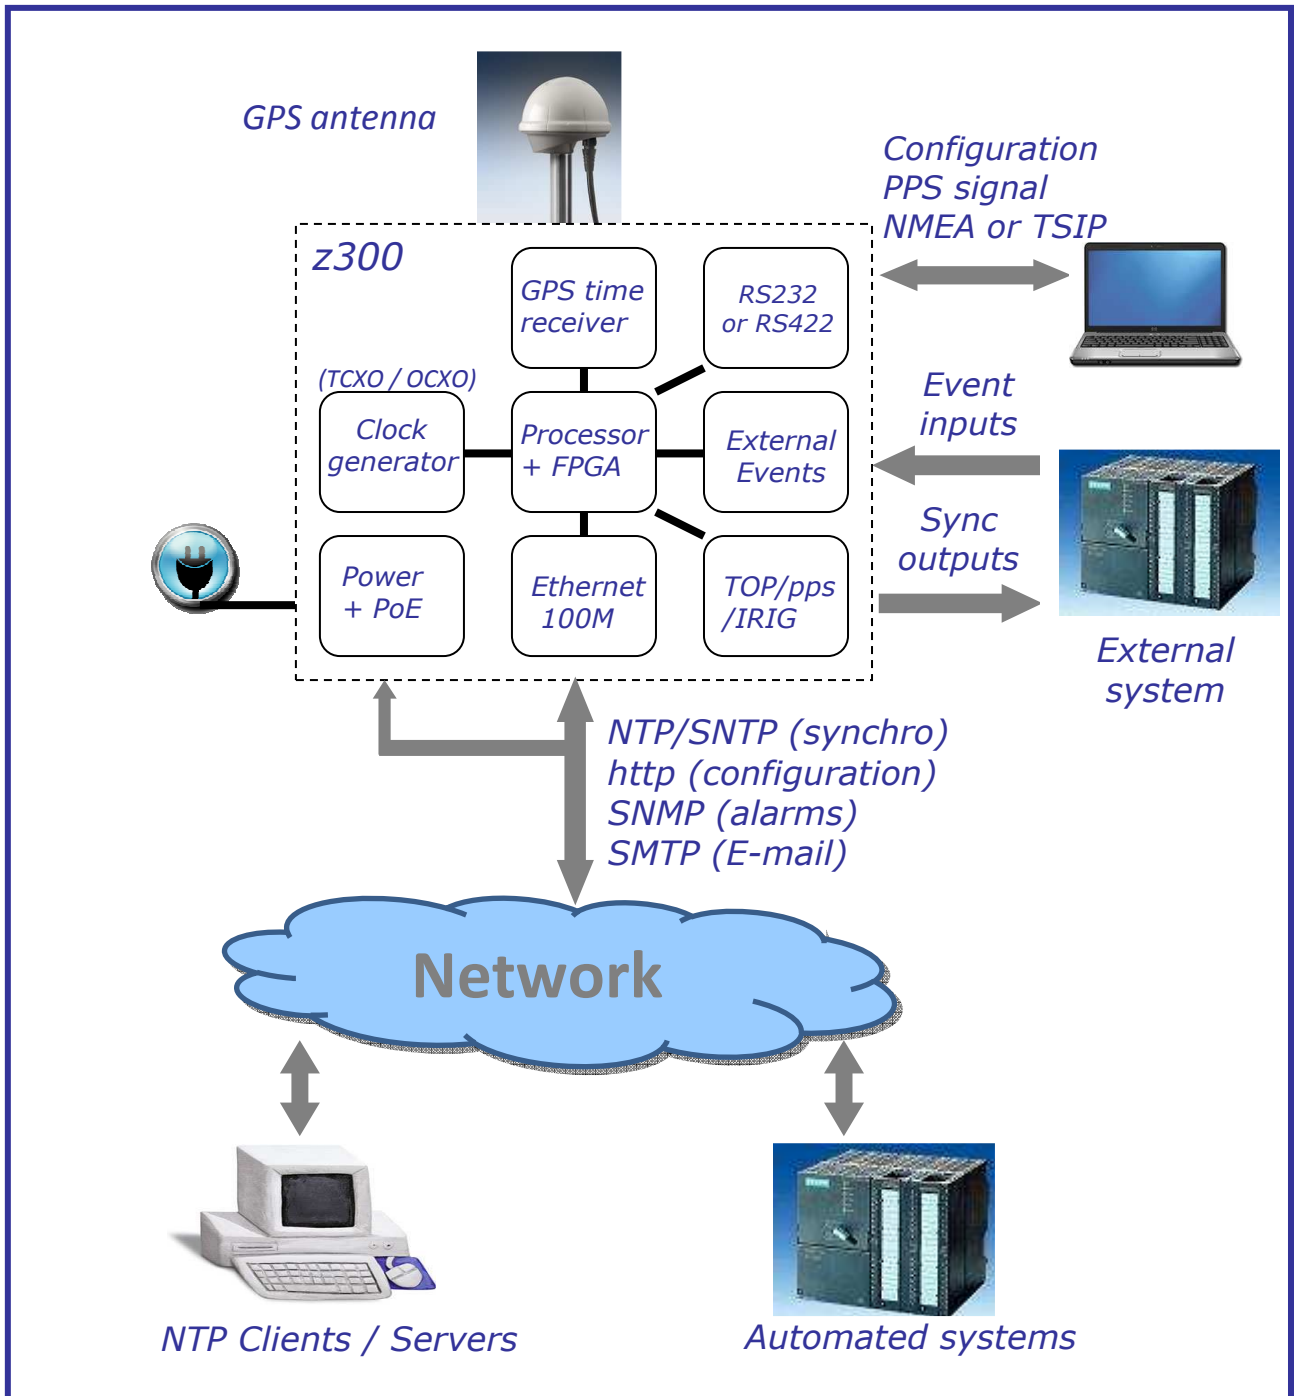 GPS antenna
Configuration
PPS signal
NMEA or TSIP
z300
GPS time
receiver
RS232
or RS422
(TCXO / OCXO)
Clock
generator
Processor
+ FPGA
External
Events
Event
inputs
Sync
outputs
Power
+ PoE
Ethernet
100M
TOP/pps
/IRIG
External
system
NTP/SNTP (synchro)
http (configuration)
SNMP (alarms)
SMTP (E-mail)
Network
NTP Clients / Servers
Automated systems